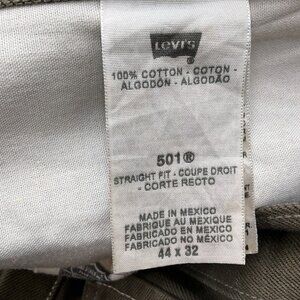 Levi's
100% COTTON - COTON -
ALGODÓN - ALGODÃO
501®
STRAIGHT FIT - COUPE DROIT
- CORTE RECTO
MADE IN MEXICO
FABRIQUE AU MEXIQUE
FABRICADO EN MEXICO
FABRICADO NO MÉXICO
44 X 32